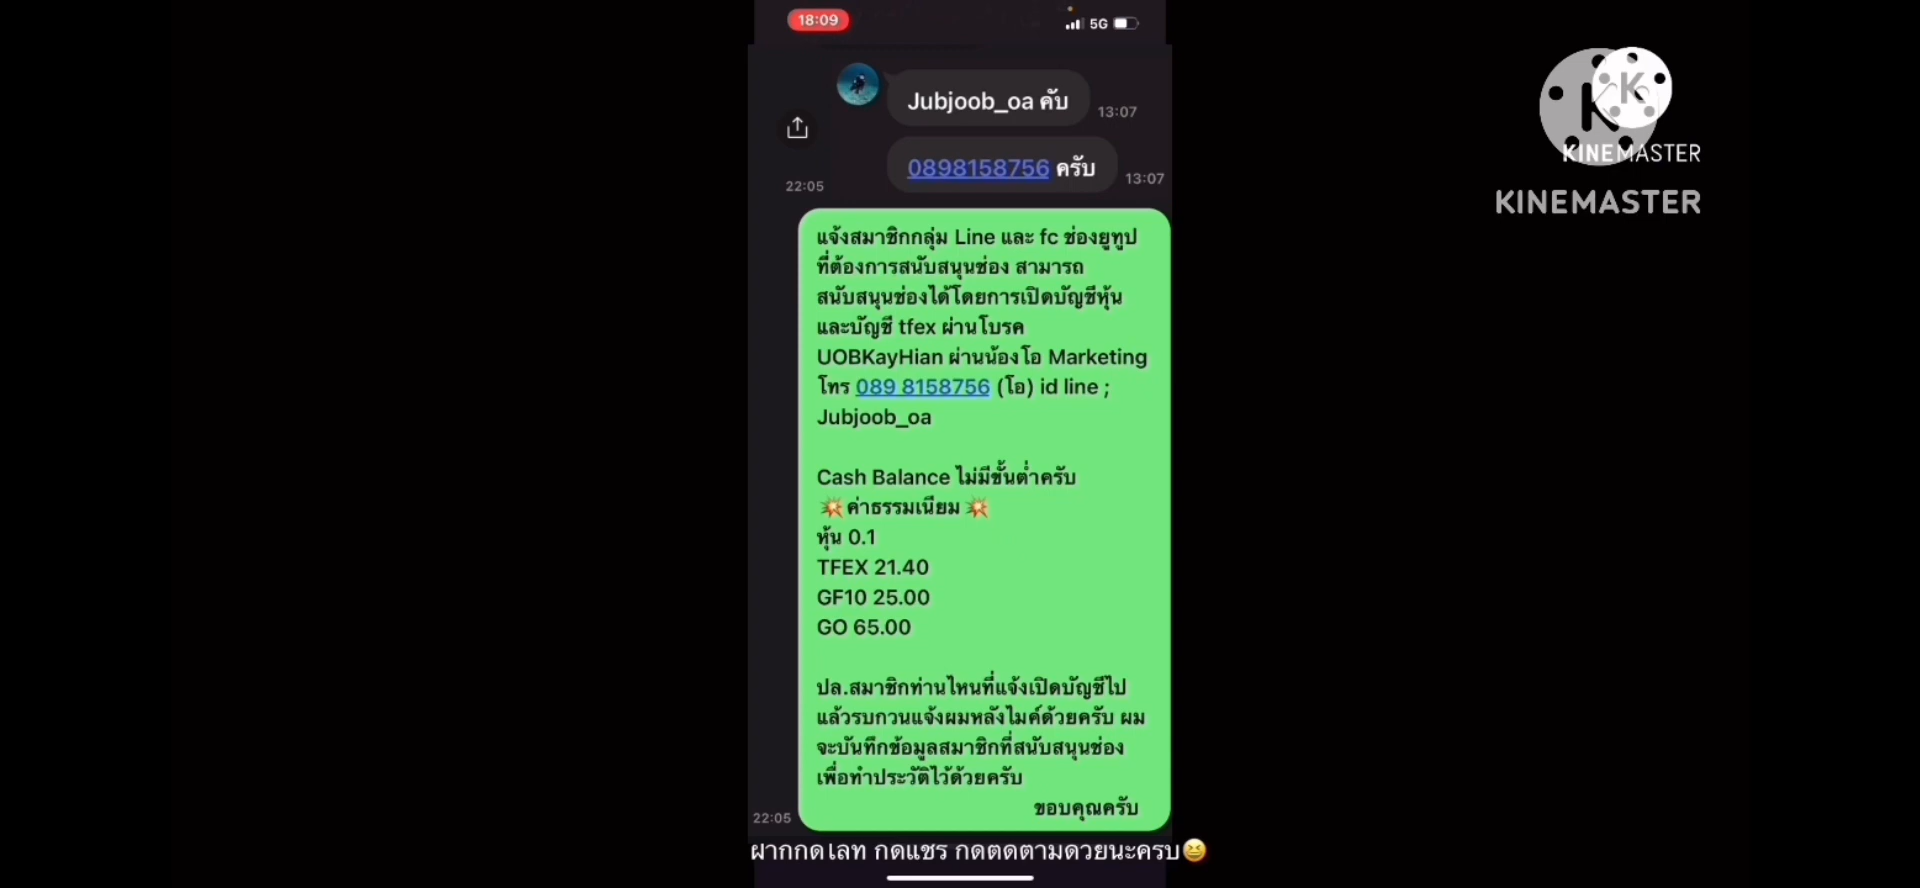 18:09
5G
Jubjoob_oa คับ
13:07
0898158756 ครับ
13:07
22:05
แจ้งสมาชิกกลุ่ม Line และ fc ช่องยูทูป
ที่ต้องการสนับสนุนช่อง สามารถ
สนับสนุนช่องได้โดยการเปิดบัญชีหุ้น
และบัญชี tfex ผ่านโบรค
UOBKayHian ผ่านน้องโอ Marketing
โทร 089 8158756 (โอ) id line ;
Jubjoob_oa
Cash Balance ไม่มีขั้นต่ำครับ
💥ค่าธรรมเนียม💥
หุ้น 0.1
TFEX 21.40
GF10 25.00
GO 65.00
ปล.สมาชิกท่านไหนที่แจ้งเปิดบัญชีไป
แล้วรบกวนแจ้งผมหลังไมค์ด้วยครับ ผม
จะบันทึกข้อมูลสมาชิกที่สนับสนุนช่อง
เพื่อทำประวัติไว้ด้วยครับ
ขอบคุณครับ
22:05
ฝากกดเลท กดแชร กดตดตามดวยนะครบ😆
K
K
KINEMASTER
KINEMASTER